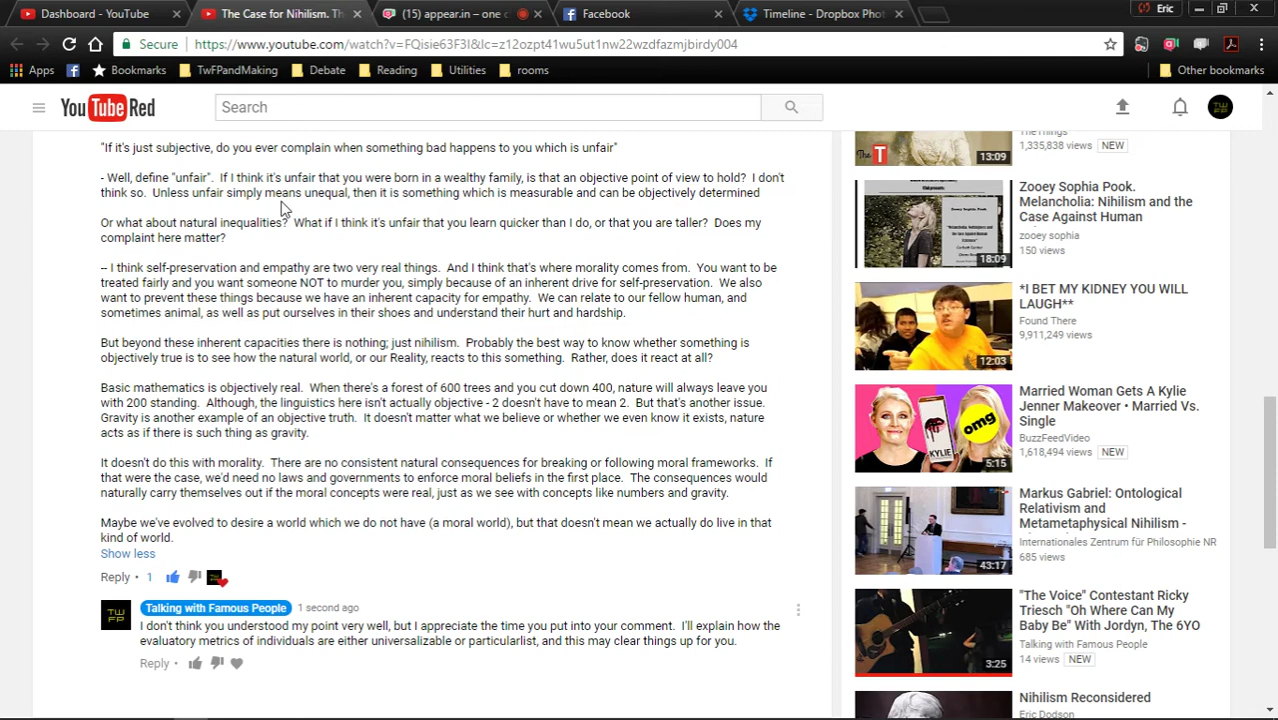 Dashboard - YouTube
The Case for Nihilism. Th
(15) appear.in – one c
Facebook
Timeline - Dropbox Phot
Eric
Secure
https://www.youtube.com/watch?v=FQisie63F3I&lc=z12ozpt41wu5ut1nw22wzdfazmjbirdy004
Apps
Bookmarks
TwFPandMaking
Debate
Reading
Utilities
rooms
Other bookmarks
YouTube Red
Search
TWFP
"If it's just subjective, do you ever complain when something bad happens to you which is unfair"
- Well, define "unfair". If I think it's unfair that you were born in a wealthy family, is that an objective point of view to hold? I don't
think so. Unless unfair simply means unequal, then it is something which is measurable and can be objectively determined
Or what about natural inequalities? What if I think it's unfair that you learn quicker than I do, or that you are taller? Does my
complaint here matter?
-- I think self-preservation and empathy are two very real things. And I think that's where morality comes from. You want to be
treated fairly and you want someone NOT to murder you, simply because of an inherent drive for self-preservation. We also
want to prevent these things because we have an inherent capacity for empathy. We can relate to our fellow human, and
sometimes animal, as well as put ourselves in their shoes and understand their hurt and hardship.
But beyond these inherent capacities there is nothing, just nihilism. Probably the best way to know whether something is
objectively true is to see how the natural world, or our Reality, reacts to this something. Rather, does it react at all?
Basic mathematics is objectively real. When there's a forest of 600 trees and you cut down 400, nature will always leave you
with 200 standing. Although, the linguistics here isn't actually objective - 2 doesn't have to mean 2. But that's another issue.
Gravity is another example of an objective truth. It doesn't matter what we believe or whether we even know it exists, nature
acts as if there is such thing as gravity.
It doesn't do this with morality. There are no consistent natural consequences for breaking or following moral frameworks. If
that were the case, we'd need no laws and governments to enforce moral beliefs in the first place. The consequences would
naturally carry themselves out if the moral concepts were real, just as we see with concepts like numbers and gravity.
Maybe we've evolved to desire a world which we do not have (a moral world), but that doesn't mean we actually do live in that
kind of world.
Show less
Reply • 1
TWFP
Talking with Famous People 1 second ago
I don't think you understood my point very well, but I appreciate the time you put into your comment. I'll explain how the
evaluatory metrics of individuals are either universalizable or particularlist, and this may clear things up for you.
Reply •
The T
13:09
TheThings
1,335,838 views NEW
18:09
Zooey Sophia Pook.
Melancholia: Nihilism and the
Case Against Human
zooey sophia
150 views
12:03
*I BET MY KIDNEY YOU WILL
LAUGH**
Found There
9,911,249 views
KYLIE
omg
5:15
Married Woman Gets A Kylie
Jenner Makeover • Married Vs.
Single
BuzzFeedVideo
1,618,494 views NEW
43:17
Markus Gabriel: Ontological
Relativism and
Metametaphysical Nihilism -
Internationales Zentrum für Philosophie NR
685 views
3:25
"The Voice" Contestant Ricky
Triesch "Oh Where Can My
Baby Be" With Jordyn, The 6YO
Talking with Famous People
14 views NEW
Nihilism Reconsidered
Eric Dodson